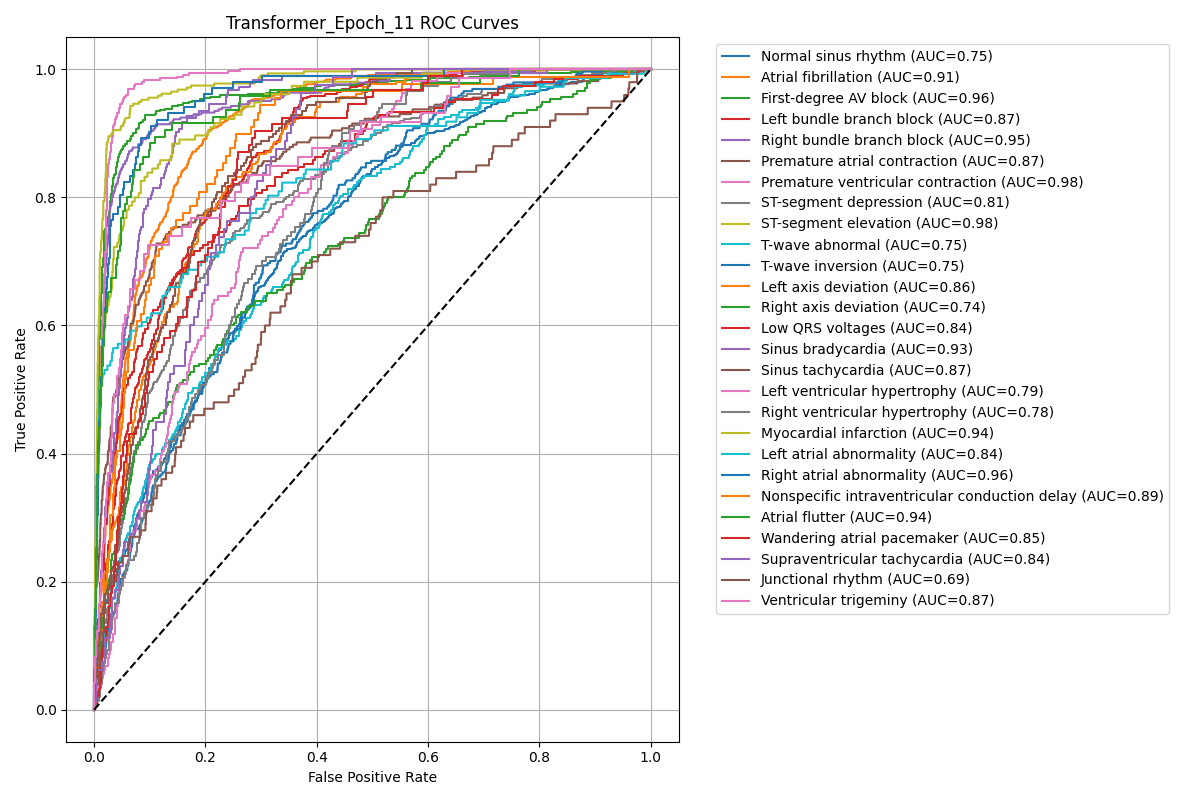 Transformer_Epoch_11 ROC Curves
True Positive Rate
1.0
0.8
0.6
0.4
0.2
0.0
0.0 0.2 0.4 0.6 0.8 1.0
False Positive Rate
Normal sinus rhythm (AUC=0.75)
Atrial fibrillation (AUC=0.91)
First-degree AV block (AUC=0.96)
Left bundle branch block (AUC=0.87)
Right bundle branch block (AUC=0.95)
Premature atrial contraction (AUC=0.87)
Premature ventricular contraction (AUC=0.98)
ST-segment depression (AUC=0.81)
ST-segment elevation (AUC=0.98)
T-wave abnormal (AUC=0.75)
T-wave inversion (AUC=0.75)
Left axis deviation (AUC=0.86)
Right axis deviation (AUC=0.74)
Low QRS voltages (AUC=0.84)
Sinus bradycardia (AUC=0.93)
Sinus tachycardia (AUC=0.87)
Left ventricular hypertrophy (AUC=0.79)
Right ventricular hypertrophy (AUC=0.78)
Myocardial infarction (AUC=0.94)
Left atrial abnormality (AUC=0.84)
Right atrial abnormality (AUC=0.96)
Nonspecific intraventricular conduction delay (AUC=0.89)
Atrial flutter (AUC=0.94)
Wandering atrial pacemaker (AUC=0.85)
Supraventricular tachycardia (AUC=0.84)
Junctional rhythm (AUC=0.69)
Ventricular trigeminy (AUC=0.87)